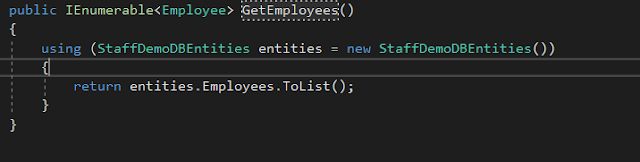 public IEnumerable<Employee> GetEmployees()
{
    using (StaffDemoDBEntities entities = new StaffDemoDBEntities())
    {
        return entities.Employees.ToList();
    }
}